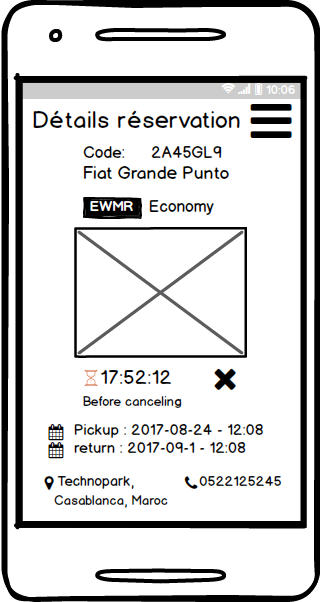 10:06
Détails réservation
Code: 2A45GL9
Fiat Grande Punto
EWMR Economy
17:52:12
Before canceling
Pickup : 2017-08-24 - 12:08
return : 2017-09-1 - 12:08
Technopark, 0522125245
Casablanca, Maroc